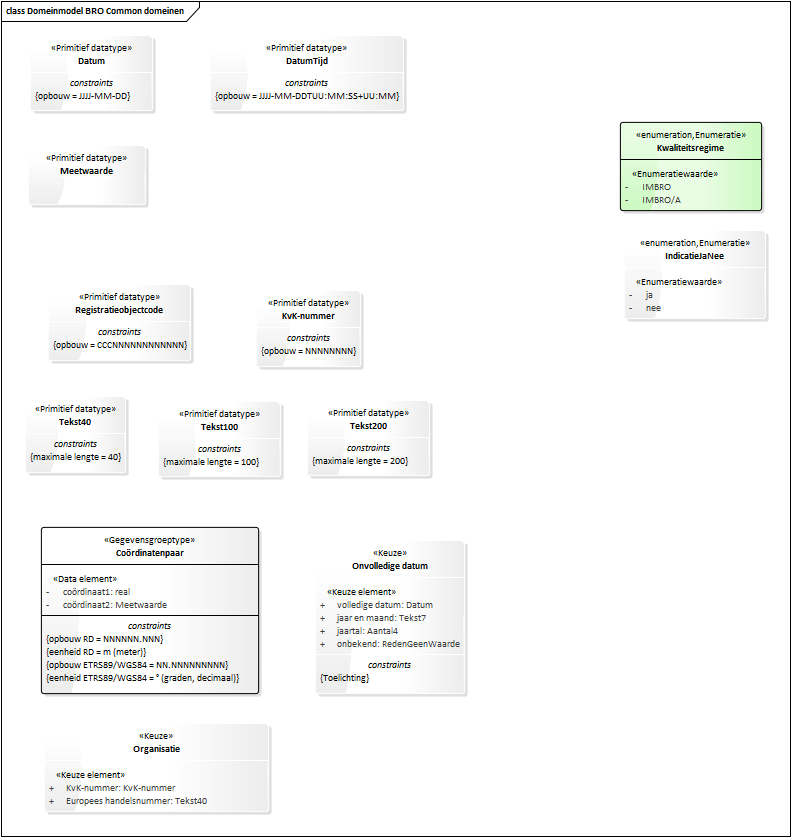 class Domeinmodel BRO Common domeinen
«Primitief datatype»
Datum
constraints
{opbouw = JJJJ-MM-DD}
«Primitief datatype»
DatumTijd
constraints
{opbouw = JJJJ-MM-DDTUU:MM:SS+UU:MM}
«Primitief datatype»
Meetwaarde
«enumeration,Enumeratie»
Kwaliteitsregime
«Enumeratiewaarde»
- IMBRO
- IMBRO/A
«enumeration,Enumeratie»
IndicatieJaNee
«Enumeratiewaarde»
- ja
- nee
«Primitief datatype»
Registratieobjectcode
constraints
{opbouw = CCCNNNNNNNNNNNN}
«Primitief datatype»
KvK-nummer
constraints
{opbouw = NNNNNNNN}
«Primitief datatype»
Tekst40
constraints
{maximale lengte = 40}
«Primitief datatype»
Tekst100
constraints
{maximale lengte = 100}
«Primitief datatype»
Tekst200
constraints
{maximale lengte = 200}
«Gegevensgroeptype»
Coördinatenpaar
«Data element»
- coördinaat1: real
- coördinaat2: Meetwaarde
constraints
{opbouw RD = NNNNNN.NNN}
{eenheid RD = m (meter)}
{opbouw ETRS89/WGS84 = NN.NNNNNNNNN}
{eenheid ETRS89/WGS84 = ° (graden, decimaal)}
«Keuze»
Onvolledige datum
«Keuze element»
+ volledige datum: Datum
+ jaar en maand: Tekst7
+ jaartal: Aantal4
+ onbekend: RedenGeenWaarde
constraints
{Toelichting}
«Keuze»
Organisatie
«Keuze element»
+ KvK-nummer: KvK-nummer
+ Europees handelsnummer: Tekst40